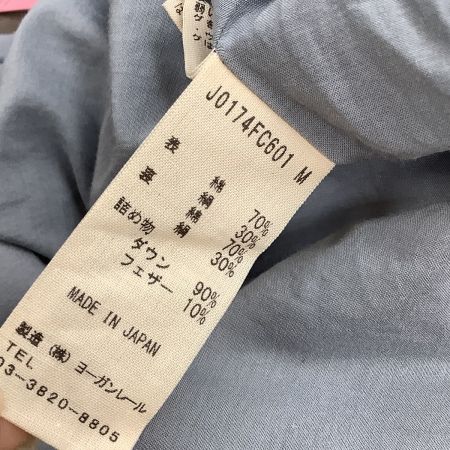 J0174FC601 M
表 綿 70%
絹 30%
裏 綿 70%
絹 30%
詰め物
ダウン 90%
フェザー 10%
MADE IN JAPAN
製造 (株) ヨーガンレール
TEL
03-3820-8805